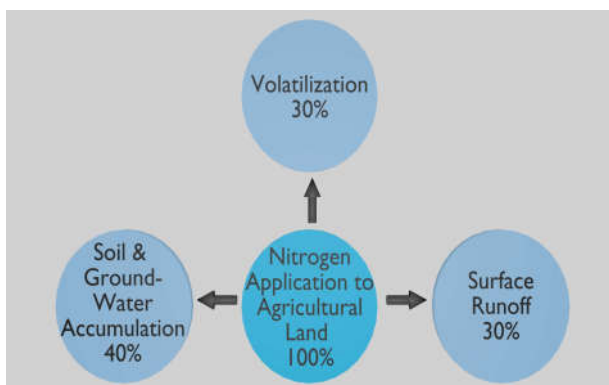 Volatilization
30%
Soil &
Ground-
Water
Accumulation
40%
Nitrogen
Application to
Agricultural
Land
100%
Surface
Runoff
30%